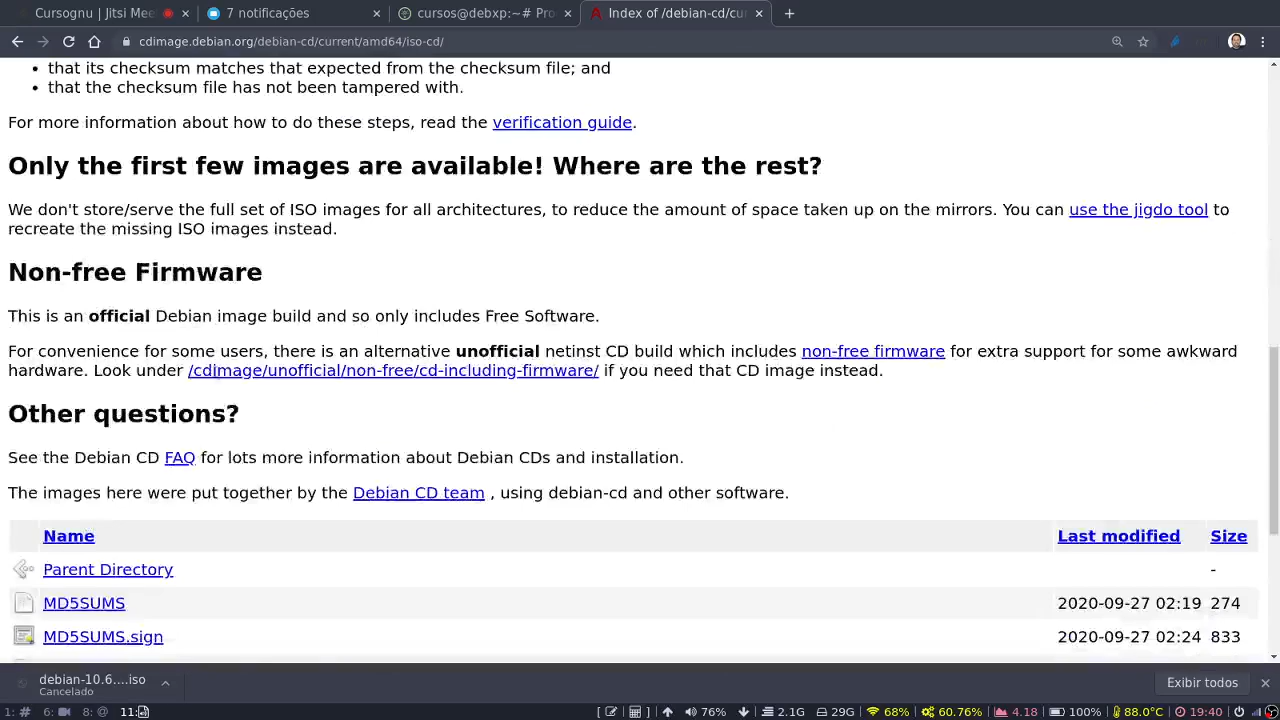 Cursognu | Jitsi Mee
7 notificações
cursos@debxp:~# Pro
Index of /debian-cd/cur
cdimage.debian.org/debian-cd/current/amd64/iso-cd/
• that its checksum matches that expected from the checksum file; and
• that the checksum file has not been tampered with.
For more information about how to do these steps, read the verification guide.
Only the first few images are available! Where are the rest?
We don't store/serve the full set of ISO images for all architectures, to reduce the amount of space taken up on the mirrors. You can use the jigdo tool to
recreate the missing ISO images instead.
Non-free Firmware
This is an official Debian image build and so only includes Free Software.
For convenience for some users, there is an alternative unofficial netinst CD build which includes non-free firmware for extra support for some awkward
hardware. Look under /cdimage/unofficial/non-free/cd-including-firmware/ if you need that CD image instead.
Other questions?
See the Debian CD FAQ for lots more information about Debian CDs and installation.
The images here were put together by the Debian CD team , using debian-cd and other software.
Name Last modified Size
Parent Directory -
MD5SUMS 2020-09-27 02:19 274
MD5SUMS.sign 2020-09-27 02:24 833
debian-10.6....iso
Cancelado
Exibir todos
1: # 6: 8: @ 11: [ ] 76% 2.1G 29G 68% 60.76% 4.18 100% 88.0°C 19:40